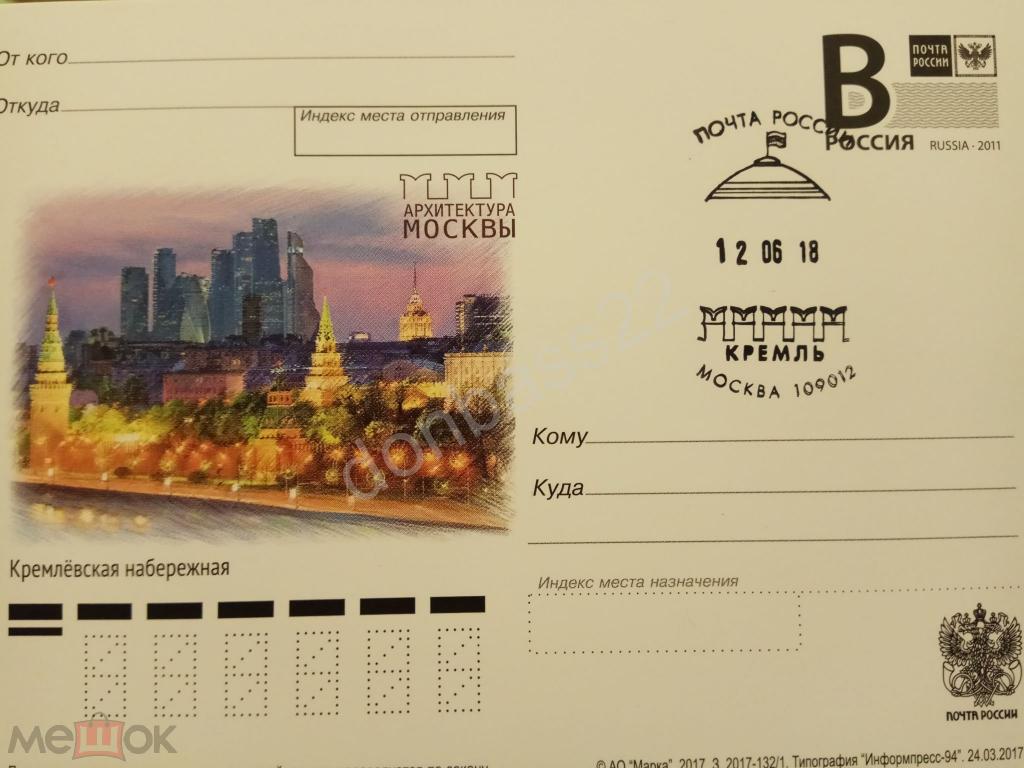 От кого
Откуда
Индекс места отправления
АРХИТЕКТУРА
МОСКВЫ
Кремлёвская набережная
B
ПОЧТА
РОССИИ
РОССИЯ
RUSSIA · 2011
ПОЧТА РОССИИ
12 06 18
КРЕМЛЬ
МОСКВА 109012
Кому
Куда
Индекс места назначения
ПОЧТА РОССИИ
© АО "Марка", 2017. З. 2017-132/1. Типография "Информпресс-94". 24.03.2017
donbass22
мешок